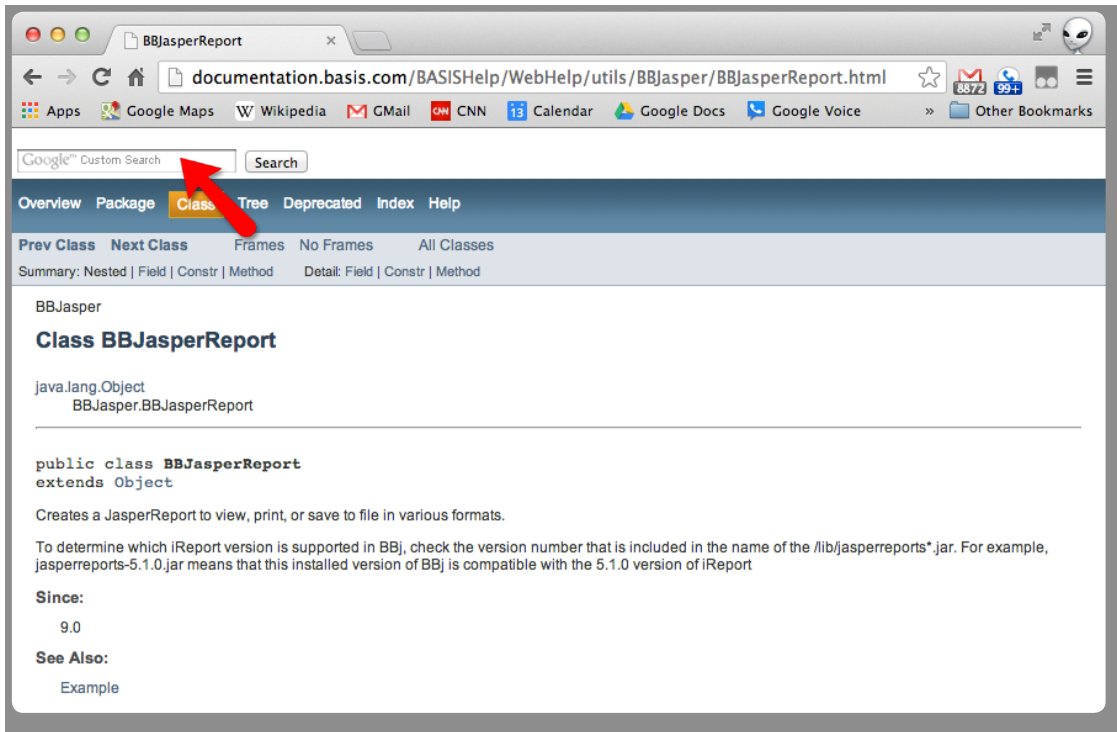 BBJasperReport
documentation.basis.com/BASISHelp/WebHelp/utils/BBJasper/BBJasperReport.html
8872 99+
Apps Google Maps W Wikipedia GMail CNN CNN 13 Calendar Google Docs Google Voice » Other Bookmarks
Google™ Custom Search Search
Overview Package Class Tree Deprecated Index Help
Prev Class Next Class Frames No Frames All Classes
Summary: Nested | Field | Constr | Method Detail: Field | Constr | Method
BBJasper
Class BBJasperReport
java.lang.Object
BBJasper.BBJasperReport
public class BBJasperReport
extends Object
Creates a JasperReport to view, print, or save to file in various formats.
To determine which iReport version is supported in BBj, check the version number that is included in the name of the /lib/jasperreports*.jar. For example,
jasperreports-5.1.0.jar means that this installed version of BBj is compatible with the 5.1.0 version of iReport
Since:
9.0
See Also:
Example